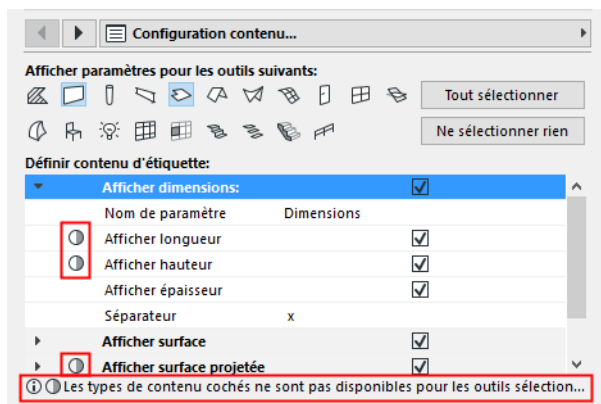 Configuration contenu...
Afficher paramètres pour les outils suivants:
Tout sélectionner
Ne sélectionner rien
Définir contenu d'étiquette:
Afficher dimensions:
Nom de paramètre Dimensions
Afficher longueur
Afficher hauteur
Afficher épaisseur
Séparateur x
Afficher surface
Afficher surface projetée
Les types de contenu cochés ne sont pas disponibles pour les outils sélection...